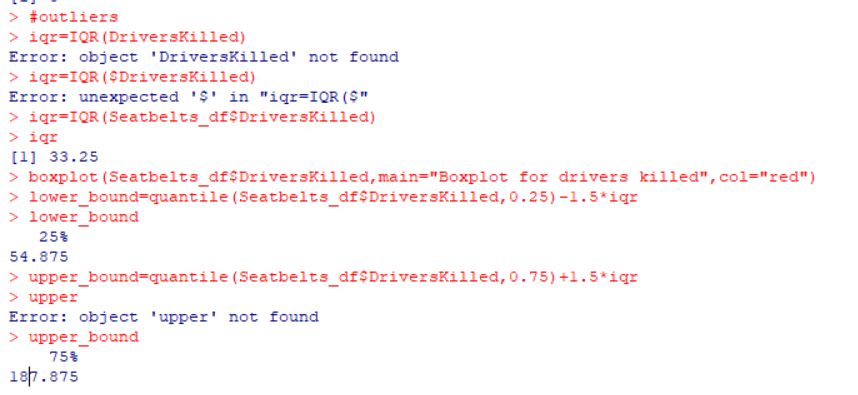 > #outliers
> iqr=IQR(DriversKilled)
Error: object 'DriversKilled' not found
> iqr=IQR($DriversKilled)
Error: unexpected '$' in "iqr=IQR($"
> iqr=IQR(Seatbelts_df$DriversKilled)
> iqr
[1] 33.25
> boxplot(Seatbelts_df$DriversKilled,main="Boxplot for drivers killed",col="red")
> lower_bound=quantile(Seatbelts_df$DriversKilled,0.25)-1.5*iqr
> lower_bound
25%
54.875
> upper_bound=quantile(Seatbelts_df$DriversKilled,0.75)+1.5*iqr
> upper
Error: object 'upper' not found
> upper_bound
75%
187.875